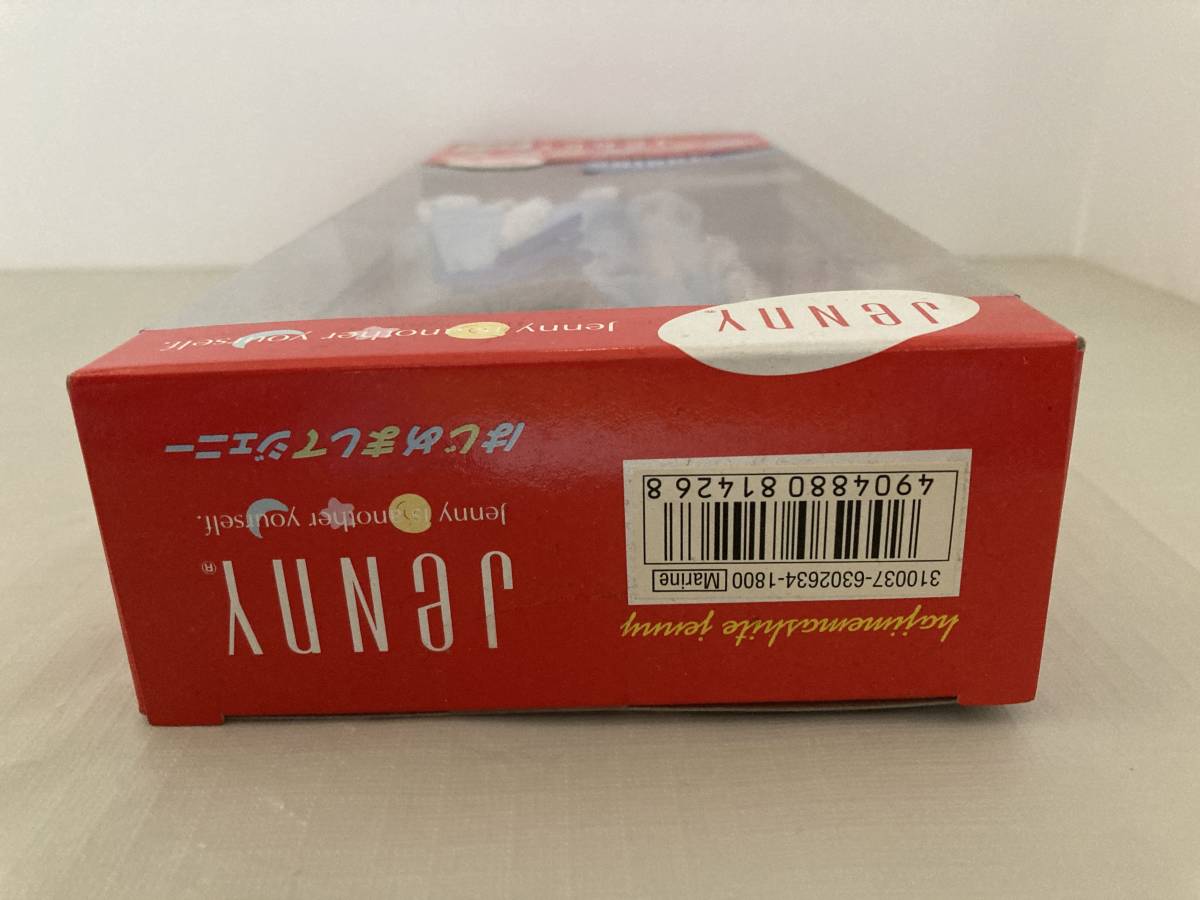 hajimemashite jenny
310037-6302634-1800 Marine
4904880814268
JeNNY®
Jenny is another yourself.
はじめましてジェニー
JeNNY
Jenny is another yourself.